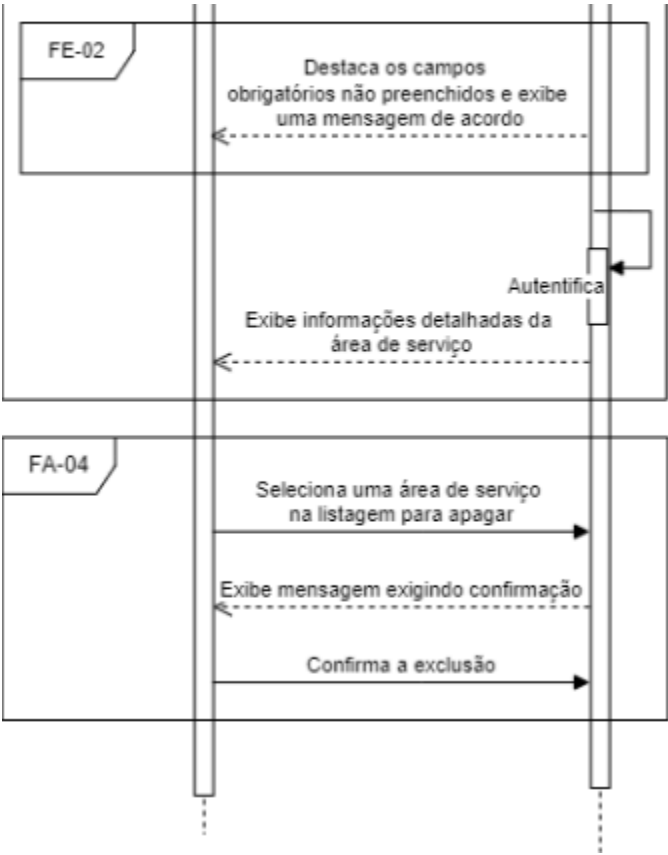 FE-02
Destaca os campos
obrigatórios não preenchidos e exibe
uma mensagem de acordo
Autentifica
Exibe informações detalhadas da
área de serviço
FA-04
Seleciona uma área de serviço
na listagem para apagar
Exibe mensagem exigindo confirmação
Confirma a exclusão